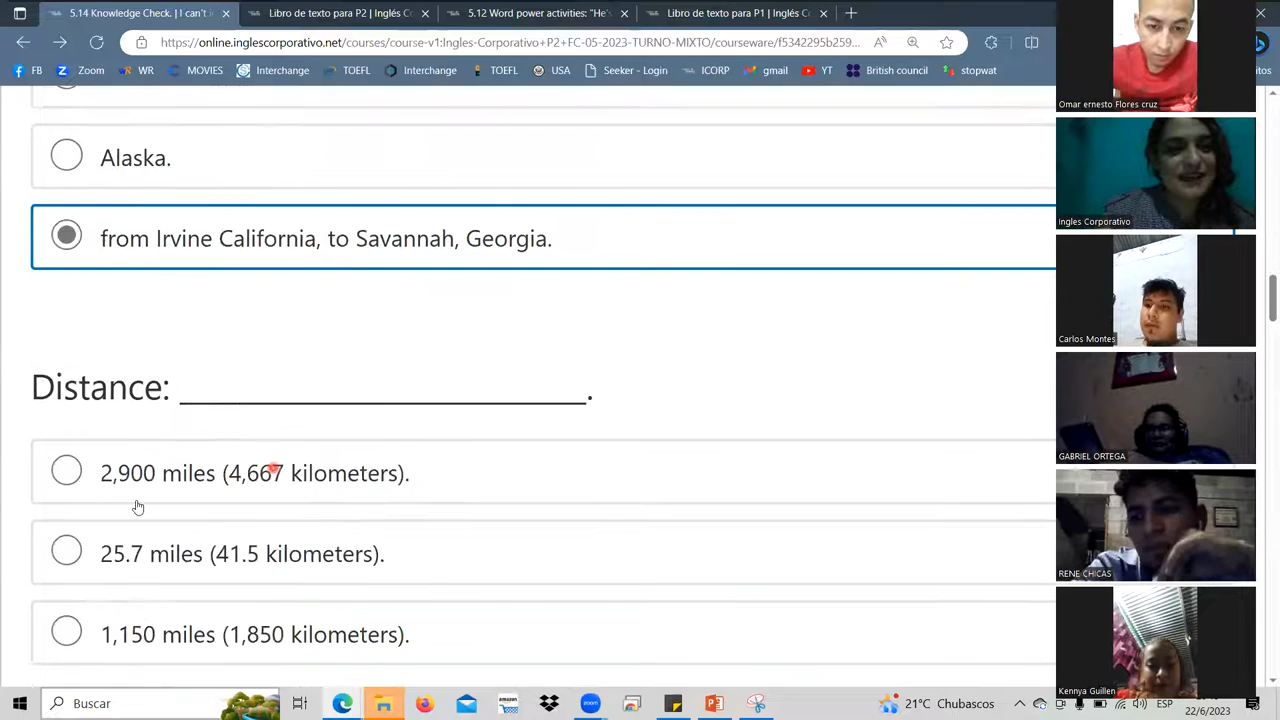 5.14 Knowledge Check. | I can't i
Libro de texto para P2 | Inglés C
5.12 Word power activities: "He's
Libro de texto para P1 | Inglés C
https://online.inglescorporativo.net/courses/course-v1:Ingles-Corporativo+P2+FC-05-2023-TURNO-MIXTO/courseware/f5342295b259...
FB Zoom WR MOVIES Interchange TOEFL Interchange TOEFL USA Seeker - Login ICORP gmail YT British council stopwat
itos
Alaska.
from Irvine California, to Savannah, Georgia.
Distance: ______________________.
2,900 miles (4,667 kilometers).
25.7 miles (41.5 kilometers).
1,150 miles (1,850 kilometers).
Omar ernesto Flores cruz
Ingles Corporativo
Carlos Montes
GABRIEL ORTEGA
RENE CHICAS
Kennya Guillen
Buscar
21°C Chubascos
ESP
22/6/2023